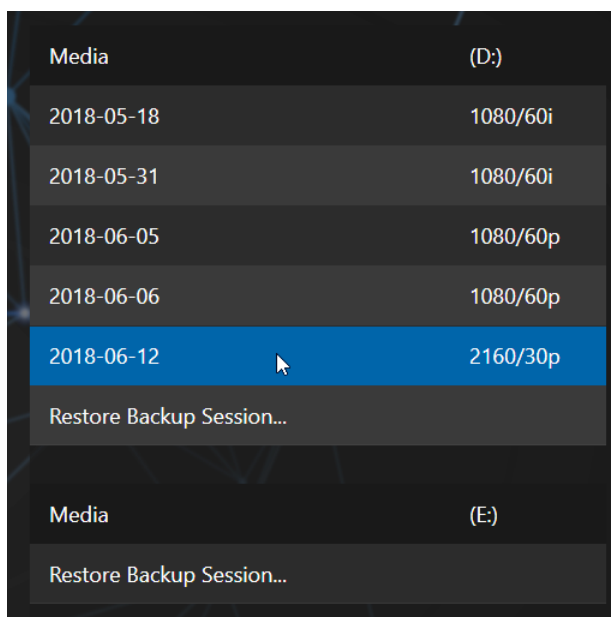 Media (D:)
2018-05-18 1080/60i
2018-05-31 1080/60i
2018-06-05 1080/60p
2018-06-06 1080/60p
2018-06-12 2160/30p
Restore Backup Session...
Media (E:)
Restore Backup Session...